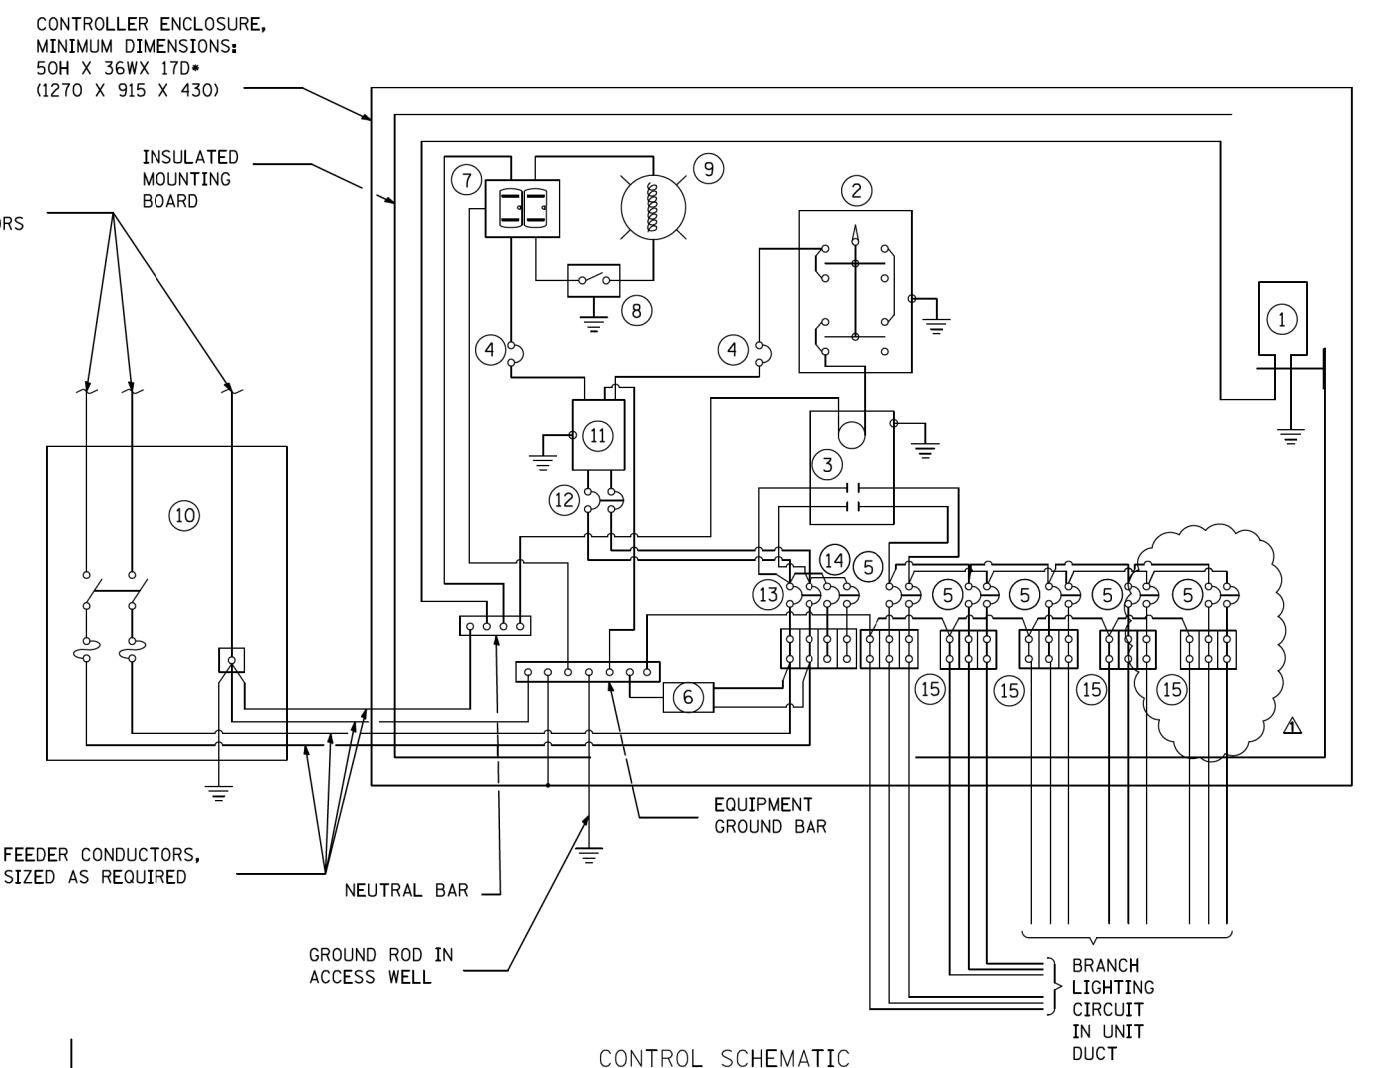 CONTROLLER ENCLOSURE,
MINIMUM DIMENSIONS:
50H X 36WX 17D*
(1270 X 915 X 430)
INSULATED
MOUNTING
BOARD
ORS
7
9
2
8
1
4
4
11
3
12
10
14
5
13
5
5
5
5
6
15
15
15
15
1
EQUIPMENT
GROUND BAR
FEEDER CONDUCTORS,
SIZED AS REQUIRED
NEUTRAL BAR
GROUND ROD IN
ACCESS WELL
BRANCH
LIGHTING
CIRCUIT
IN UNIT
DUCT
CONTROL SCHEMATIC